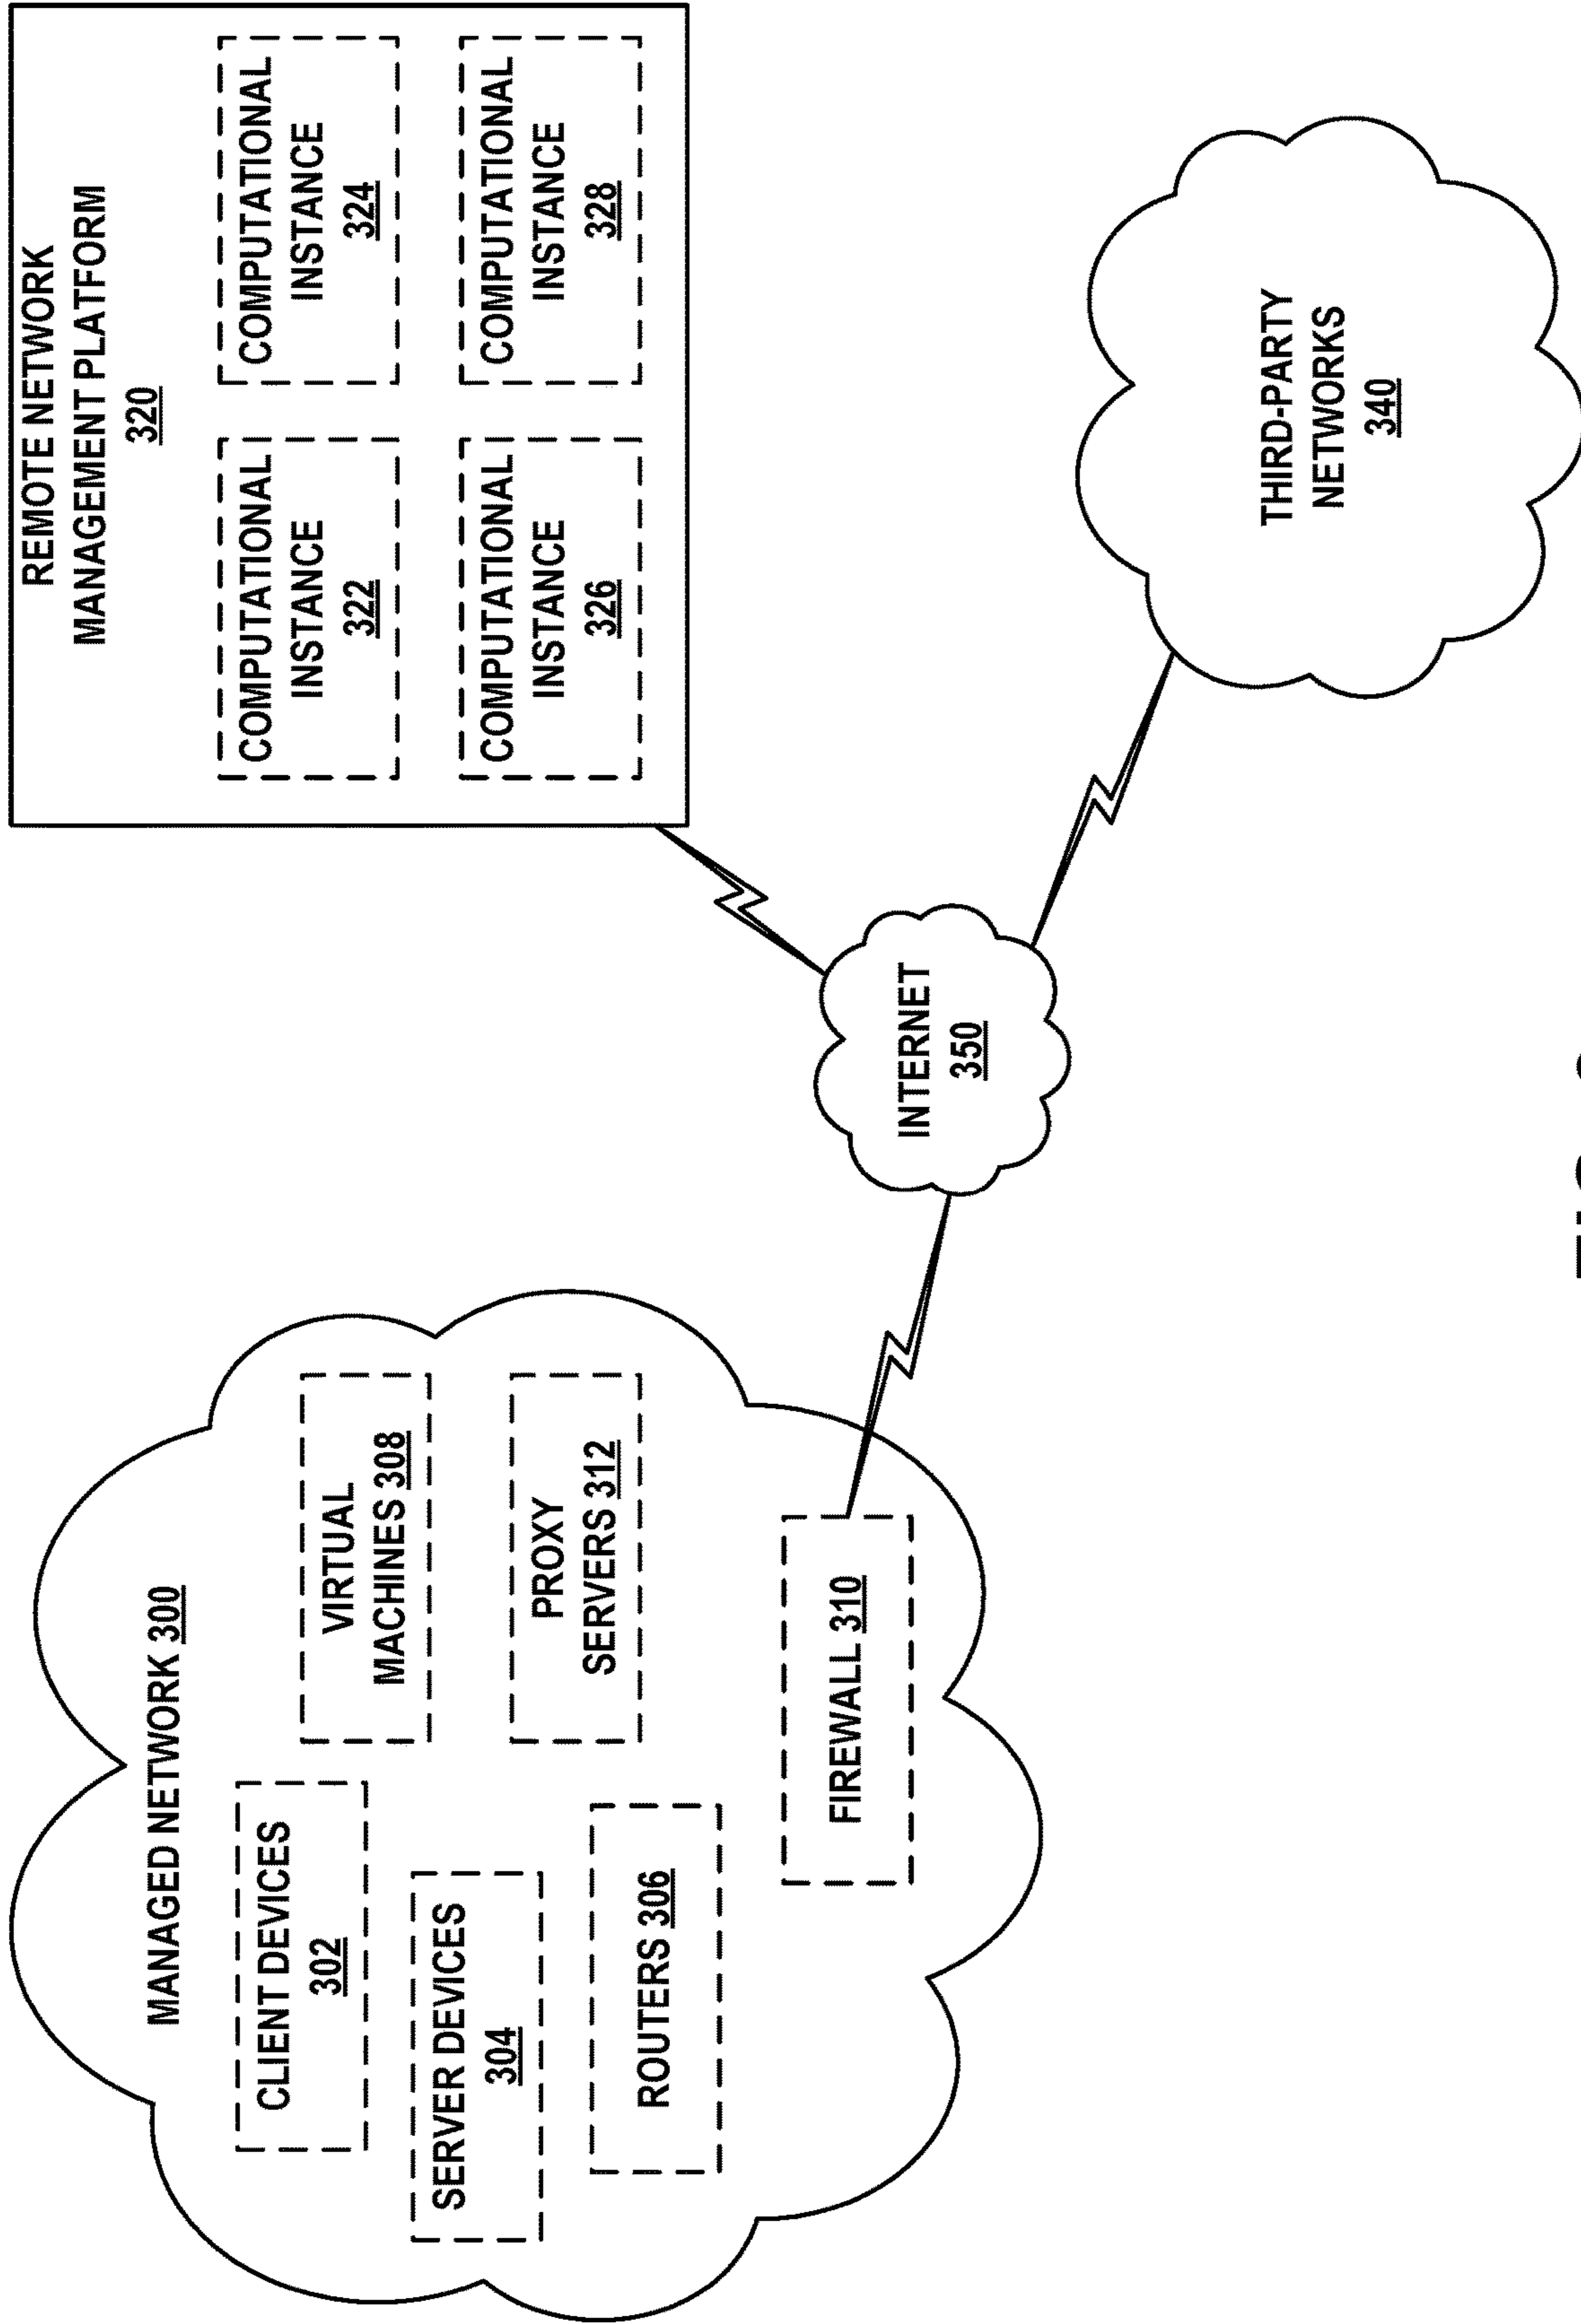 MANAGED NETWORK 300
CLIENT DEVICES
302
VIRTUAL
MACHINES 308
SERVER DEVICES
304
PROXY
SERVERS 312
ROUTERS 306
FIREWALL 310
INTERNET
350
REMOTE NETWORK
MANAGEMENT PLATFORM
320
COMPUTATIONAL
INSTANCE
322
COMPUTATIONAL
INSTANCE
324
COMPUTATIONAL
INSTANCE
326
COMPUTATIONAL
INSTANCE
328
THIRD-PARTY
NETWORKS
340